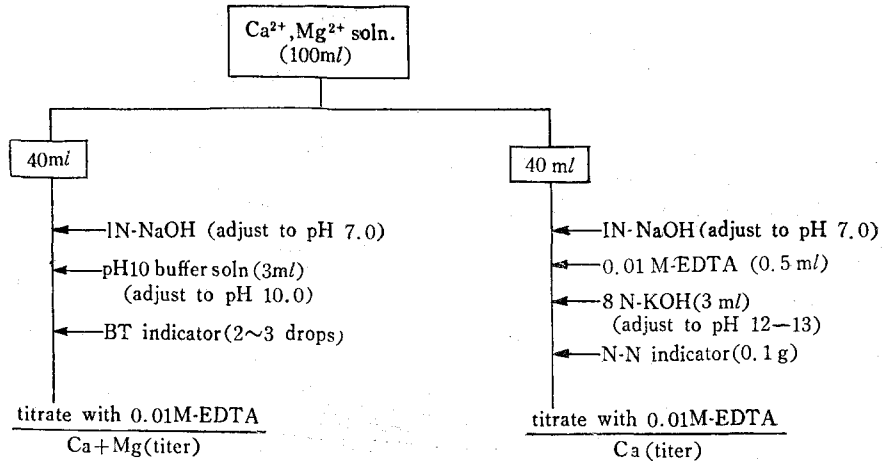 Ca²⁺,Mg²⁺ soln.
(100ml)
40ml
1N-NaOH (adjust to pH 7.0)
pH10 buffer soln (3ml)
(adjust to pH 10.0)
BT indicator(2~3 drops)
titrate with 0.01M-EDTA
Ca+Mg(titer)
40 ml
1N-NaOH(adjust to pH 7.0)
0.01 M-EDTA (0.5 ml)
8 N-KOH(3 ml)
(adjust to pH 12—13)
N-N indicator(0.1 g)
titrate with 0.01M-EDTA
Ca(titer)